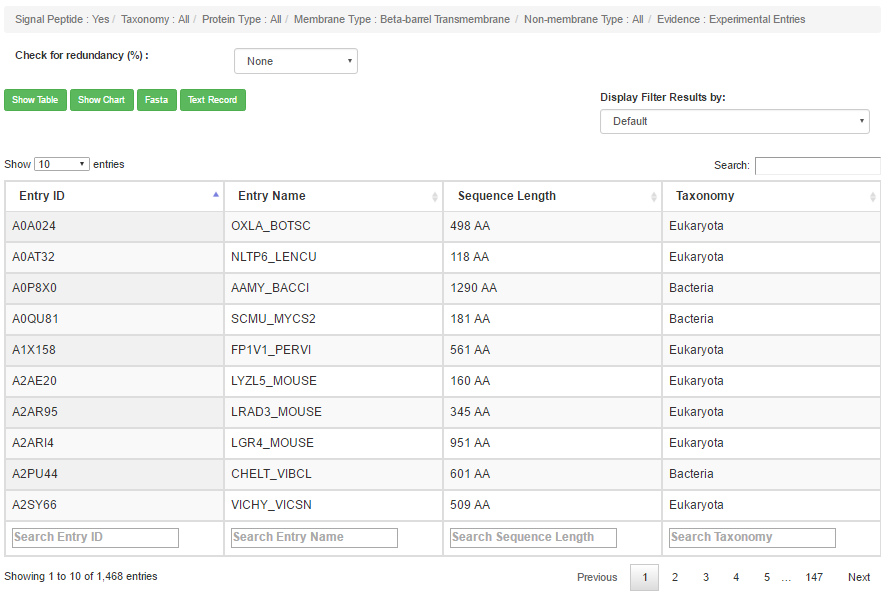 Signal Peptide : Yes / Taxonomy : All / Protein Type : All / Membrane Type : Beta-barrel Transmembrane / Non-membrane Type : All / Evidence : Experimental Entries
Check for redundancy (%) : None
Show Table Show Chart Fasta Text Record
Display Filter Results by:
Default
Show 10 entries Search:
Entry ID Entry Name Sequence Length Taxonomy
A0A024 OXLA_BOTSC 498 AA Eukaryota
A0AT32 NLTP6_LENCU 118 AA Eukaryota
A0P8X0 AAMY_BACCI 1290 AA Bacteria
A0QU81 SCMU_MYCS2 181 AA Bacteria
A1X158 FP1V1_PERVI 561 AA Eukaryota
A2AE20 LYZL5_MOUSE 160 AA Eukaryota
A2AR95 LRAD3_MOUSE 345 AA Eukaryota
A2ARI4 LGR4_MOUSE 951 AA Eukaryota
A2PU44 CHELT_VIBCL 601 AA Bacteria
A2SY66 VICHY_VICSN 509 AA Eukaryota
Search Entry ID Search Entry Name Search Sequence Length Search Taxonomy
Showing 1 to 10 of 1,468 entries Previous 1 2 3 4 5 … 147 Next